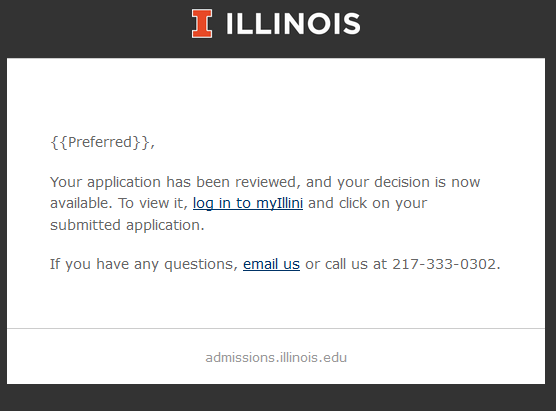 I ILLINOIS
{{Preferred}},
Your application has been reviewed, and your decision is now
available. To view it, log in to myIllini and click on your
submitted application.
If you have any questions, email us or call us at 217-333-0302.
admissions.illinois.edu